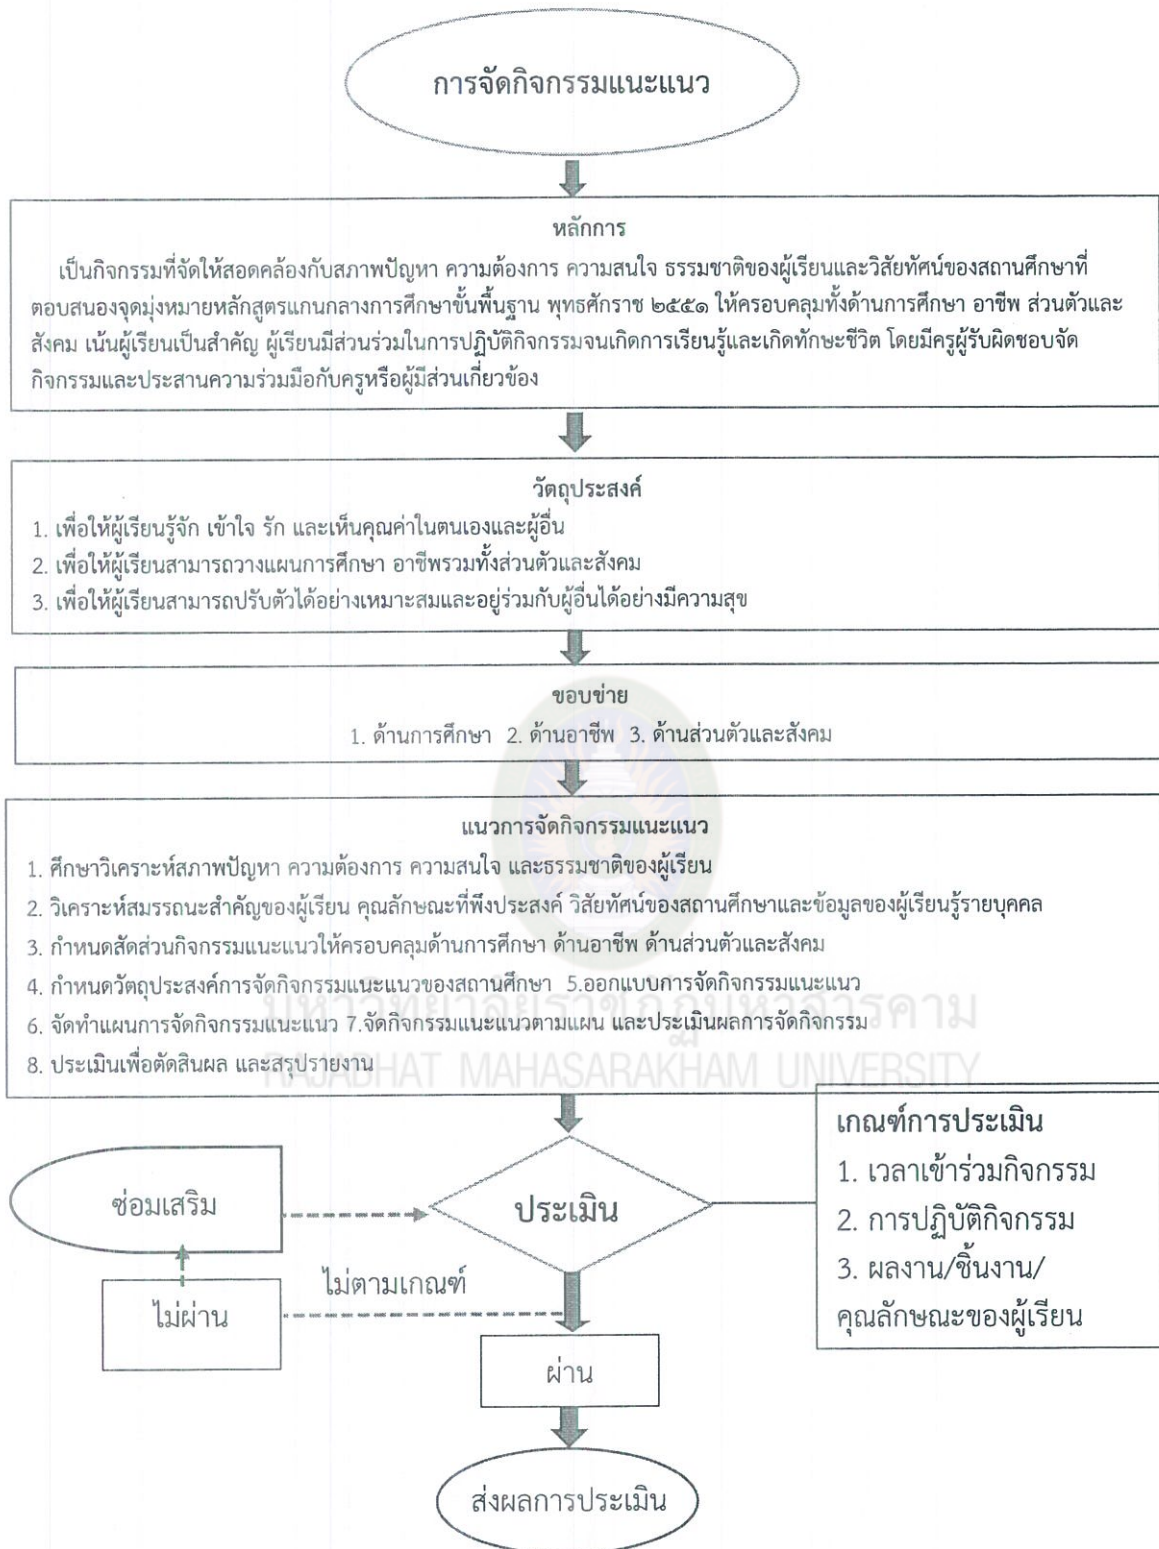 การจัดกิจกรรมแนะแนว
หลักการ
เป็นกิจกรรมที่จัดให้สอดคล้องกับสภาพปัญหา ความต้องการ ความสนใจ ธรรมชาติของผู้เรียนและวิสัยทัศน์ของสถานศึกษาที่
ตอบสนองจุดมุ่งหมายหลักสูตรแกนกลางการศึกษาขั้นพื้นฐาน พุทธศักราช ๒๕๕๑ ให้ครอบคลุมทั้งด้านการศึกษา อาชีพ ส่วนตัวและ
สังคม เน้นผู้เรียนเป็นสำคัญ ผู้เรียนมีส่วนร่วมในการปฏิบัติกิจกรรมจนเกิดการเรียนรู้และเกิดทักษะชีวิต โดยมีครูผู้รับผิดชอบจัด
กิจกรรมและประสานความร่วมมือกับครูหรือผู้มีส่วนเกี่ยวข้อง
วัตถุประสงค์
1. เพื่อให้ผู้เรียนรู้จัก เข้าใจ รัก และเห็นคุณค่าในตนเองและผู้อื่น
2. เพื่อให้ผู้เรียนสามารถวางแผนการศึกษา อาชีพรวมทั้งส่วนตัวและสังคม
3. เพื่อให้ผู้เรียนสามารถปรับตัวได้อย่างเหมาะสมและอยู่ร่วมกับผู้อื่นได้อย่างมีความสุข
ขอบข่าย
1. ด้านการศึกษา 2. ด้านอาชีพ 3. ด้านส่วนตัวและสังคม
แนวการจัดกิจกรรมแนะแนว
1. ศึกษาวิเคราะห์สภาพปัญหา ความต้องการ ความสนใจ และธรรมชาติของผู้เรียน
2. วิเคราะห์สมรรถนะสำคัญของผู้เรียน คุณลักษณะที่พึงประสงค์ วิสัยทัศน์ของสถานศึกษาและข้อมูลของผู้เรียนรู้รายบุคคล
3. กำหนดสัดส่วนกิจกรรมแนะแนวให้ครอบคลุมด้านการศึกษา ด้านอาชีพ ด้านส่วนตัวและสังคม
4. กำหนดวัตถุประสงค์การจัดกิจกรรมแนะแนวของสถานศึกษา 5.ออกแบบการจัดกิจกรรมแนะแนว
มหาวิทยาลัยราชภัฏมหาสารคาม
6. จัดทำแผนการจัดกิจกรรมแนะแนว 7.จัดกิจกรรมแนะแนวตามแผน และประเมินผลการจัดกิจกรรม
8. ประเมินเพื่อตัดสินผล และสรุปรายงาน
RAJABHAT MAHASARAKHAM UNIVERSITY
เกณฑ์การประเมิน
1. เวลาเข้าร่วมกิจกรรม
2. การปฏิบัติกิจกรรม
3. ผลงาน/ชิ้นงาน/
คุณลักษณะของผู้เรียน
ซ่อมเสริม
ประเมิน
ไม่ตามเกณฑ์
ไม่ผ่าน
ผ่าน
ส่งผลการประเมิน